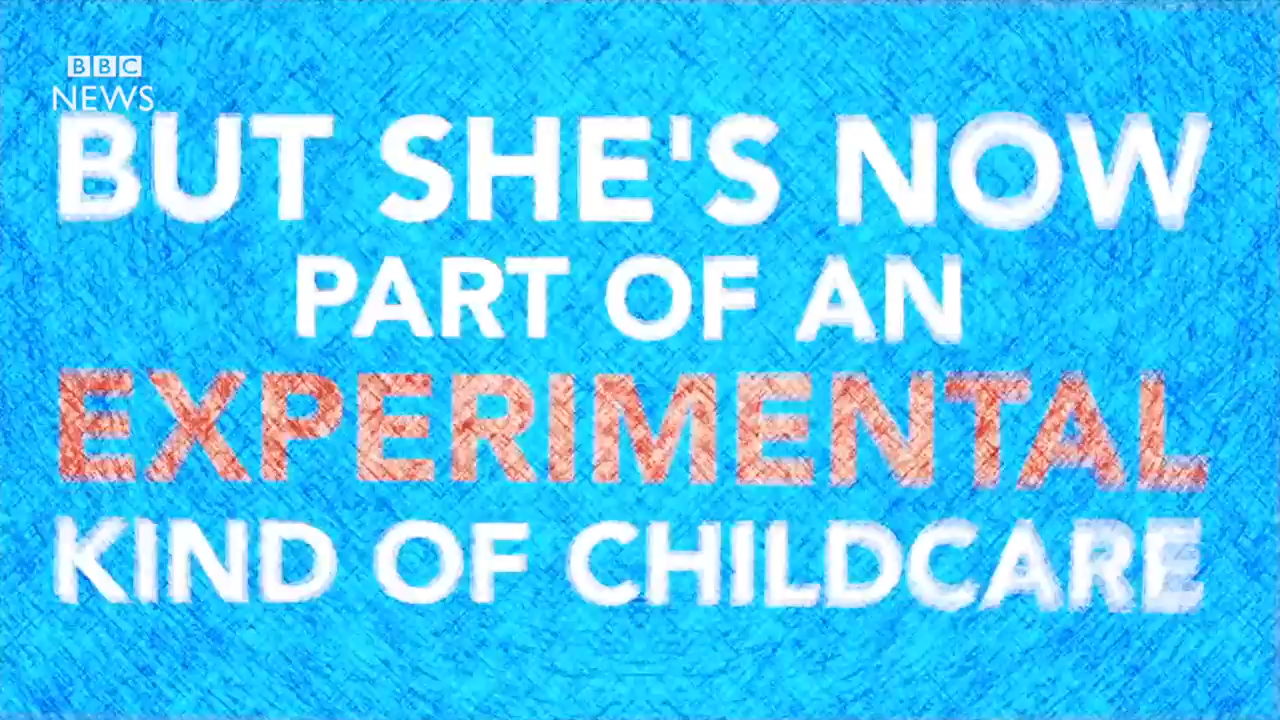 BBC
NEWS
BUT SHE'S NOW
PART OF AN
EXPERIMENTAL
KIND OF CHILDCARE